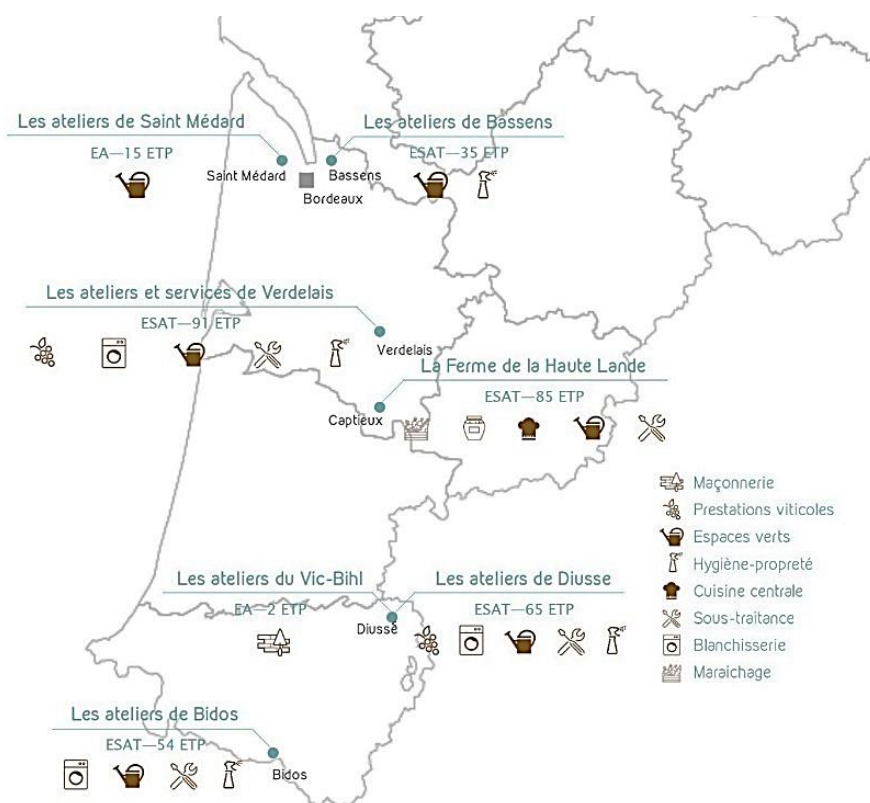 Les ateliers de Saint Médard
EA—15 ETP
Saint Médard
Les ateliers de Bassens
ESAT—35 ETP
Bassens
Bordeaux
Les ateliers et services de Verdelais
ESAT—91 ETP
Verdelais
La Ferme de la Haute Lande
ESAT—85 ETP
Captieux
Maçonnerie
Prestations viticoles
Espaces verts
Hygiène-propreté
Cuisine centrale
Sous-traitance
Blanchisserie
Maraichage
Les ateliers du Vic-Bihl
EA—2 ETP
Les ateliers de Diusse
ESAT—65 ETP
Diusse
Les ateliers de Bidos
ESAT—54 ETP
Bidos